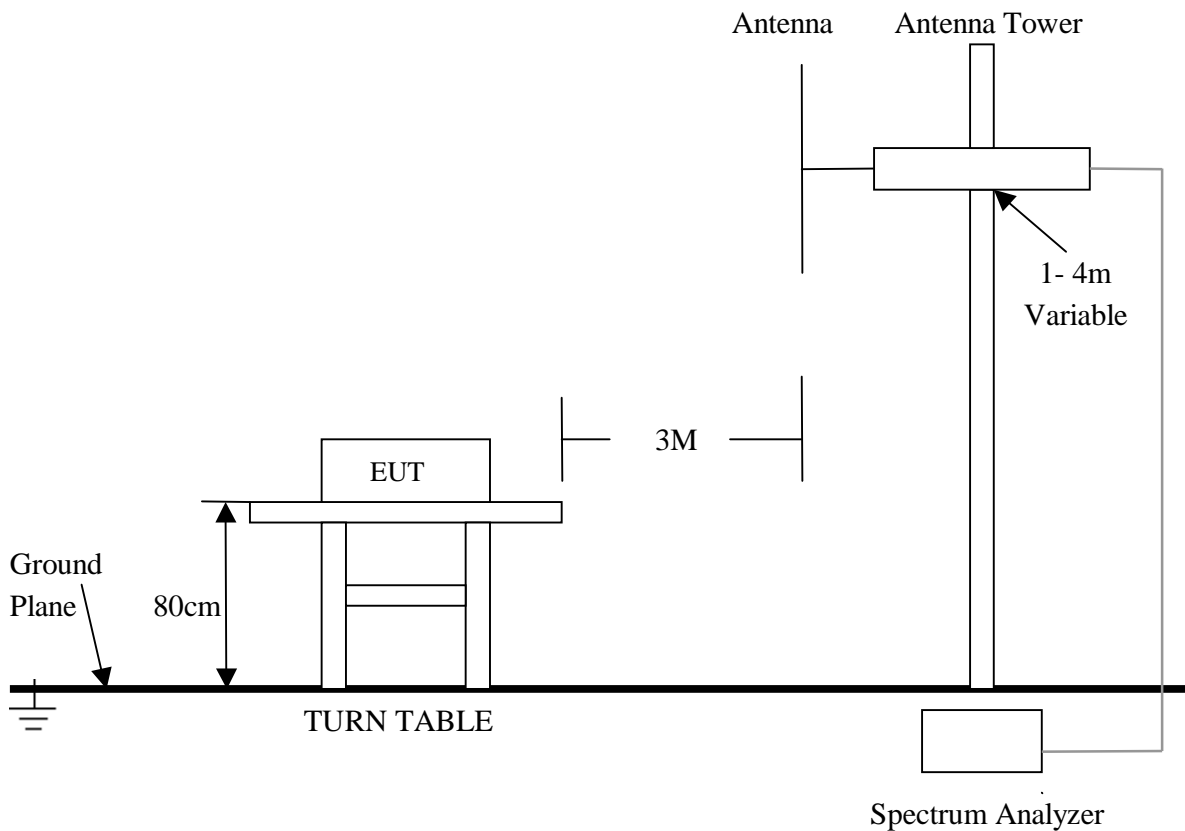 Antenna
Antenna Tower
1- 4m
Variable
3M
EUT
Ground
Plane
80cm
TURN TABLE
Spectrum Analyzer